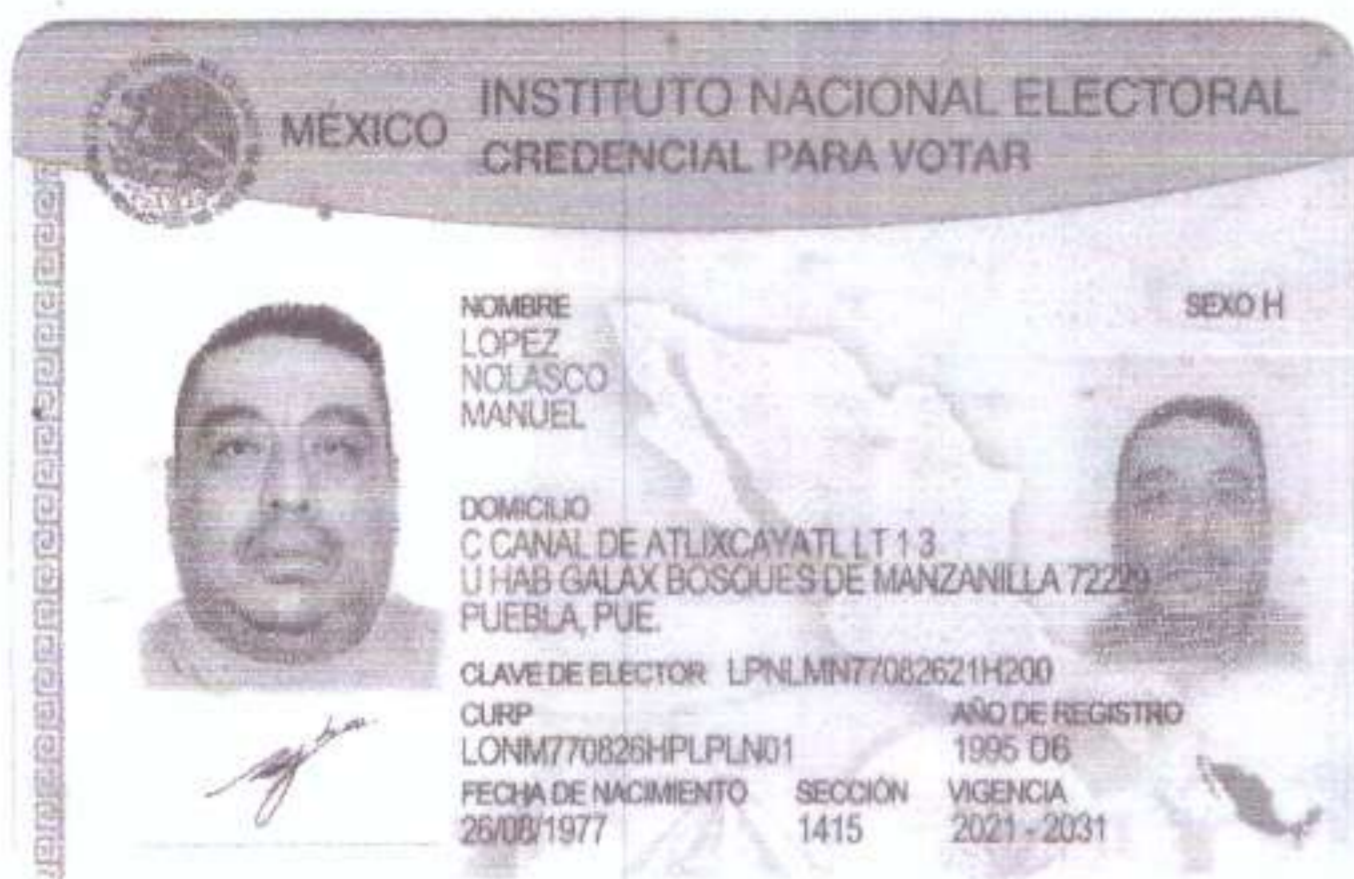 MÉXICO
INSTITUTO NACIONAL ELECTORAL
CREDENCIAL PARA VOTAR
NOMBRE
LOPEZ
NOLASCO
MANUEL
SEXO H
DOMICILIO
C CANAL DE ATLIXCAYATL LT 13
U HAB GALAX BOSQUES DE MANZANILLA 72229
PUEBLA, PUE.
CLAVE DE ELECTOR LPNLMN77082621H200
CURP
LONM770826HPLPLN01
AÑO DE REGISTRO
1995 06
FECHA DE NACIMIENTO
26/08/1977
SECCIÓN
1415
VIGENCIA
2021 - 2031